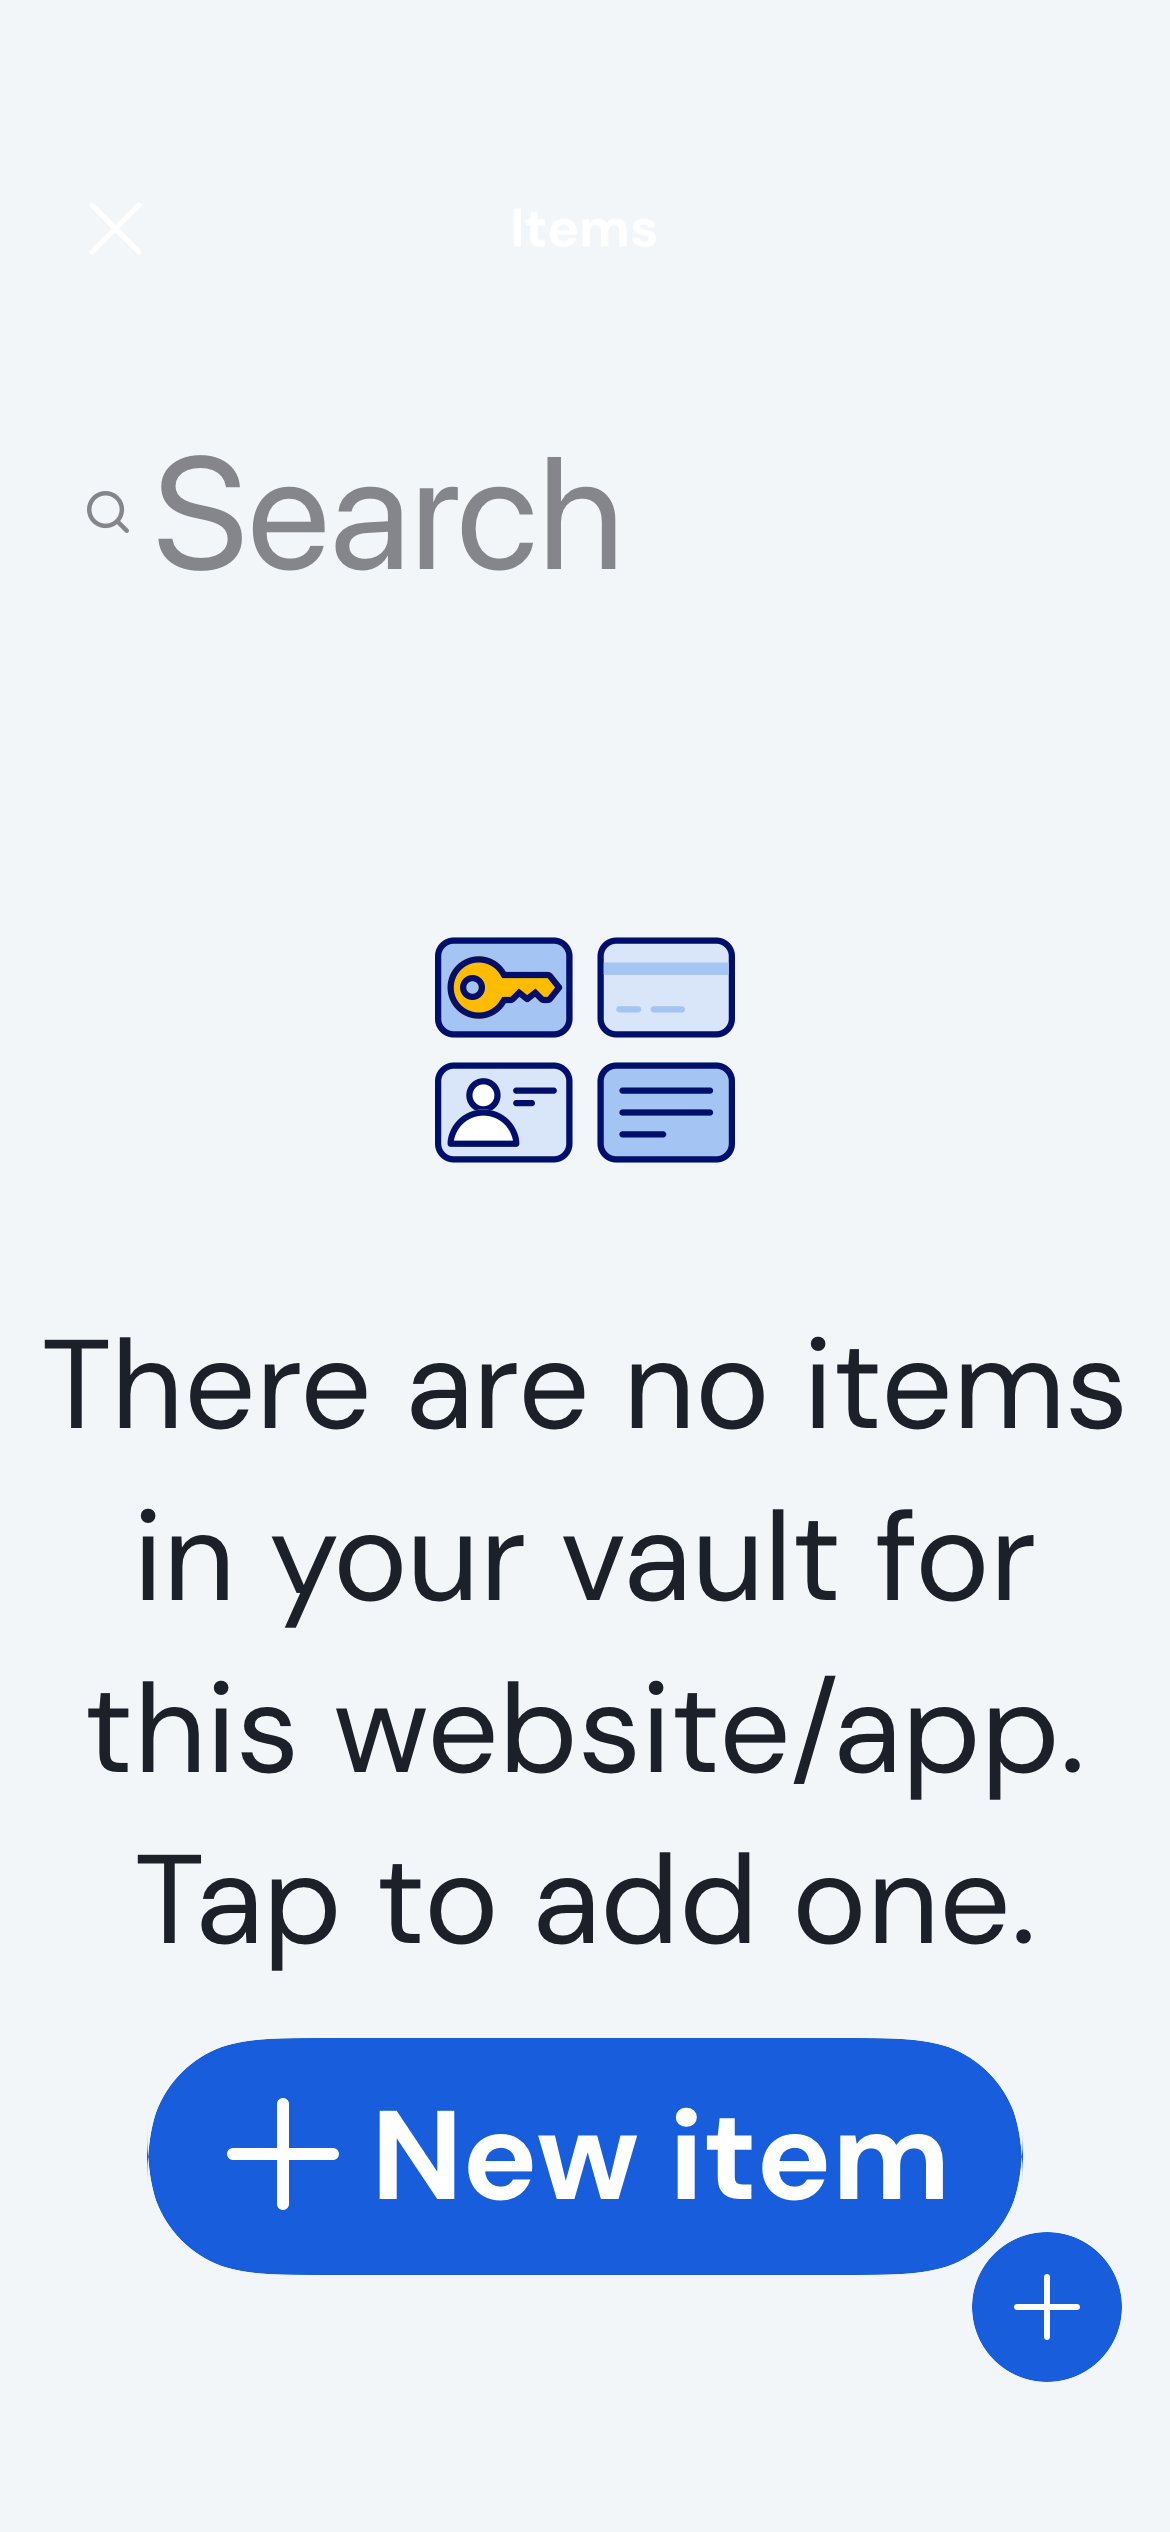 Items
Search
There are no items
in your vault for
this website/app.
Tap to add one.
New item